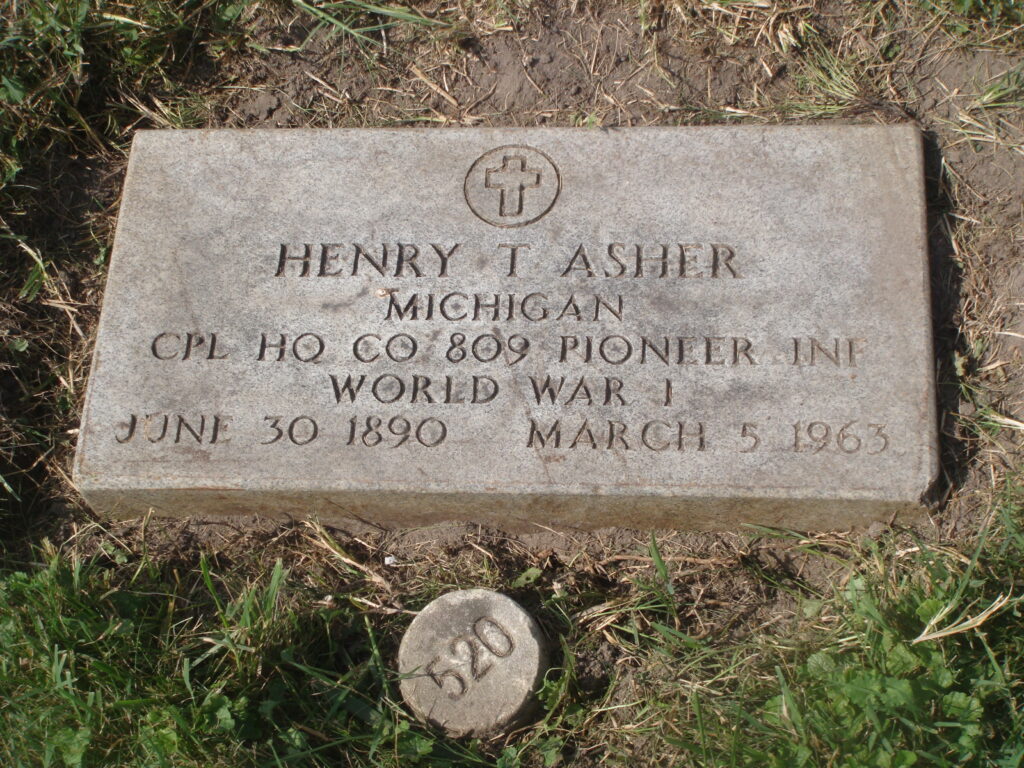 HENRY T ASHER
MICHIGAN
CPL HQ CO 809 PIONEER INF
WORLD WAR I
JUNE 30 1890 MARCH 5 1963
520